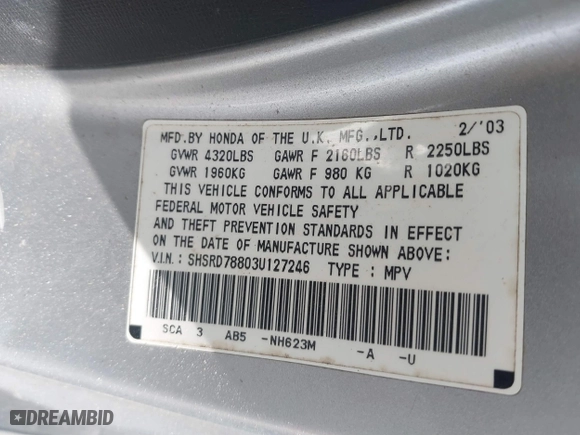 MFD.BY HONDA OF THE U.K. MFG.,LTD. 2/'03
GVWR 4320LBS GAWR F 2160LBS R 2250LBS
GVWR 1960KG GAWR F 980 KG R 1020KG
THIS VEHICLE CONFORMS TO ALL APPLICABLE
FEDERAL MOTOR VEHICLE SAFETY
AND THEFT PREVENTION STANDARDS IN EFFECT
ON THE DATE OF MANUFACTURE SHOWN ABOVE:
V.I.N.: SHSRD78803U127246 TYPE : MPV
SCA 3 AB5 -NH623M -A -U
DREAMBID